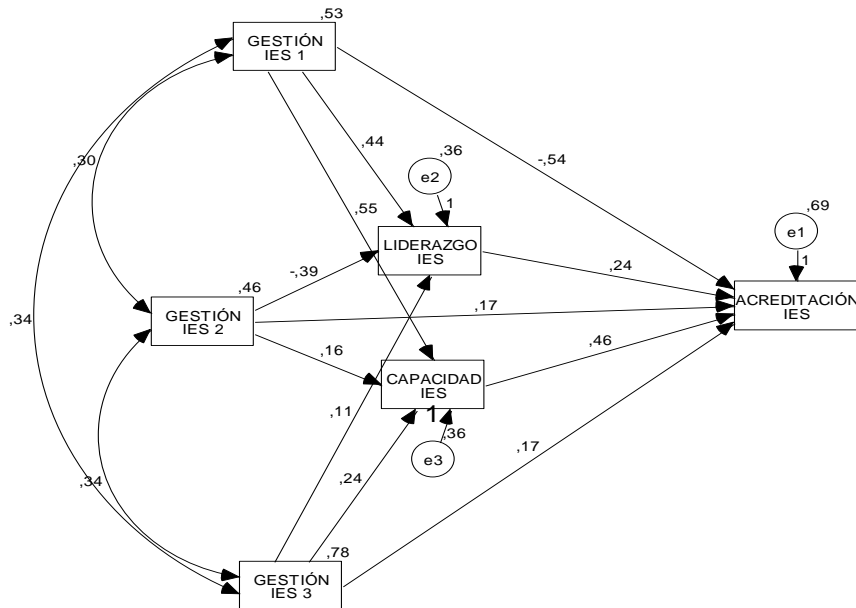 ,53
GESTIÓN
IES 1
,30
,44
,36
e2
1
-,54
,55
,69
e1
1
LIDERAZGO
IES
,24
,46
-,39
GESTIÓN
IES 2
,17
ACREDITACIÓN
IES
,34
,16
CAPACIDAD
IES
1
,46
,11
,36
e3
,17
,34
,24
,78
GESTIÓN
IES 3